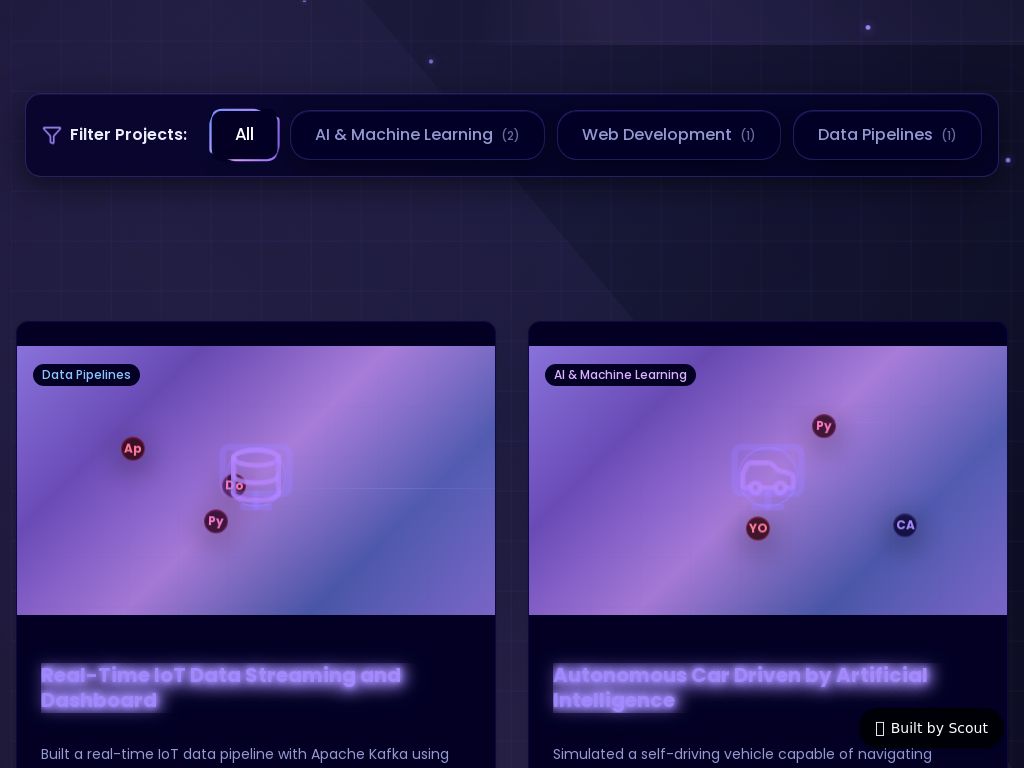 Filter Projects:
All
AI & Machine Learning (2)
Web Development (1)
Data Pipelines (1)
Data Pipelines
Ap
Do
Py
AI & Machine Learning
Py
YO
CA
Real-Time IoT Data Streaming and
Dashboard
Built a real-time IoT data pipeline with Apache Kafka using
Autonomous Car Driven by Artificial
Intelligence
Simulated a self-driving vehicle capable of navigating
Built by Scout